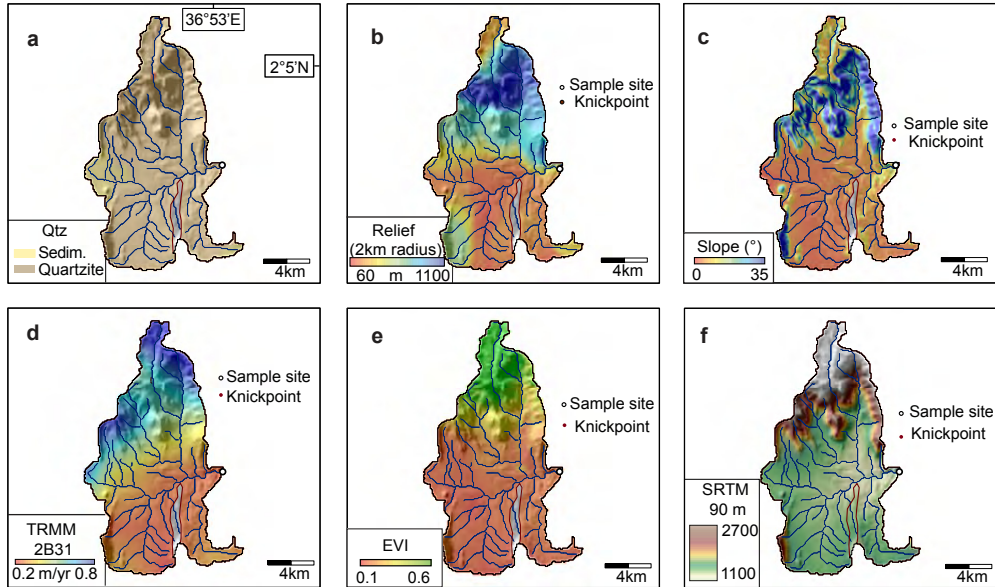 36°53'E
2°5'N
a
Qtz
Sedim.
Quartzite
4km
b
Sample site
Knickpoint
Relief
(2km radius)
60 m 1100
4km
c
Sample site
Knickpoint
Slope (°)
0 35
4km
d
Sample site
Knickpoint
TRMM
2B31
0.2 m/yr 0.8
4km
e
Sample site
Knickpoint
EVI
0.1 0.6
4km
f
Sample site
Knickpoint
SRTM
90 m
2700
1100
4km